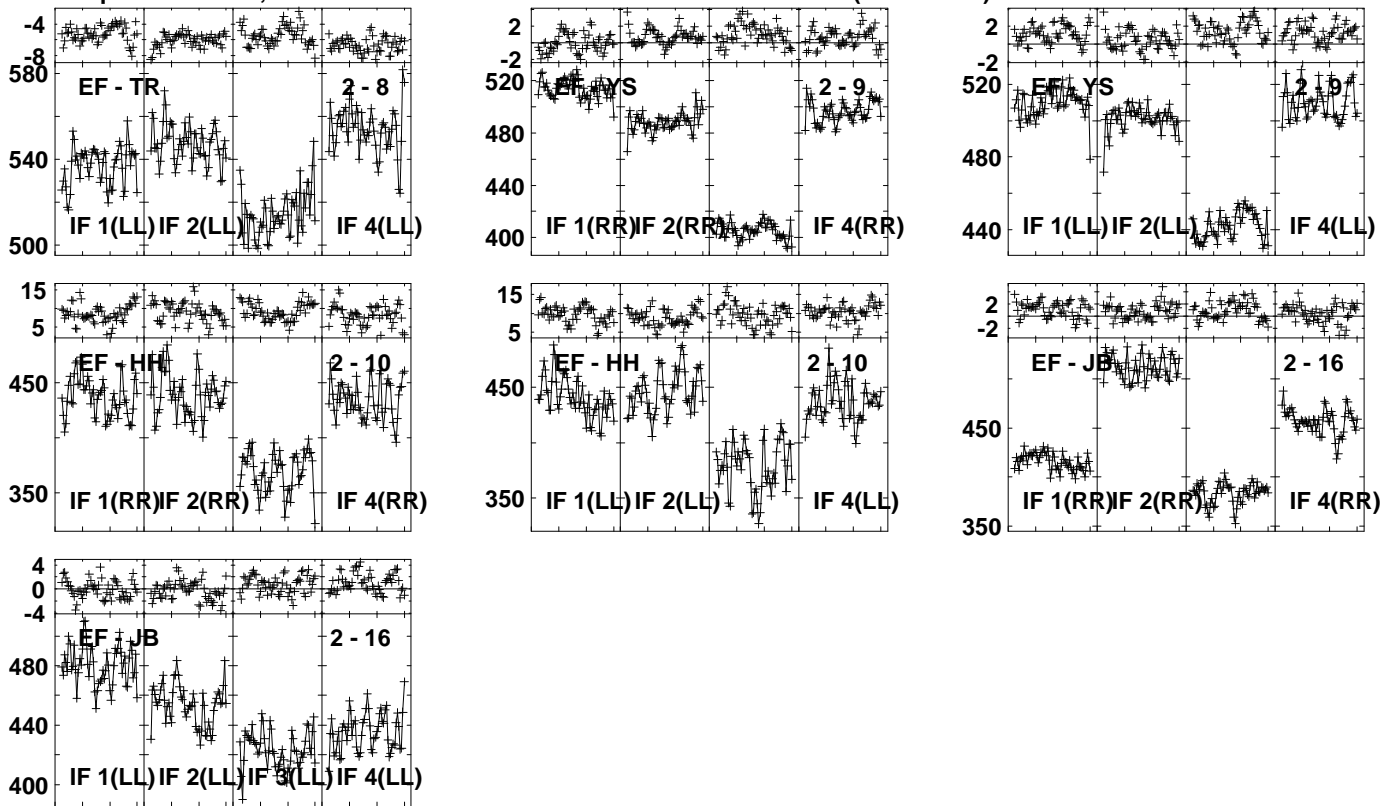 -4
-8
580
EF - TR 2 - 8
540
IF 1(LL) IF 2(LL) IF 4(LL)
500
2
-2
520
EF - YS 2 - 9
480
440
IF 1(RR) IF 2(RR) IF 4(RR)
400
2
-2
520
EF - YS 2 - 9
480
440
IF 1(LL) IF 2(LL) IF 4(LL)
15
5
EF - HH 2 - 10
450
350
IF 1(RR) IF 2(RR) IF 4(RR)
15
5
EF - HH 2 - 10
450
350
IF 1(LL) IF 2(LL) IF 4(LL)
2
-2
EF - JB 2 - 16
450
IF 1(RR) IF 2(RR) IF 4(RR)
350
4
0
-4
EF - JB 2 - 16
480
440
IF 1(LL) IF 2(LL) IF 3(LL) IF 4(LL)
400